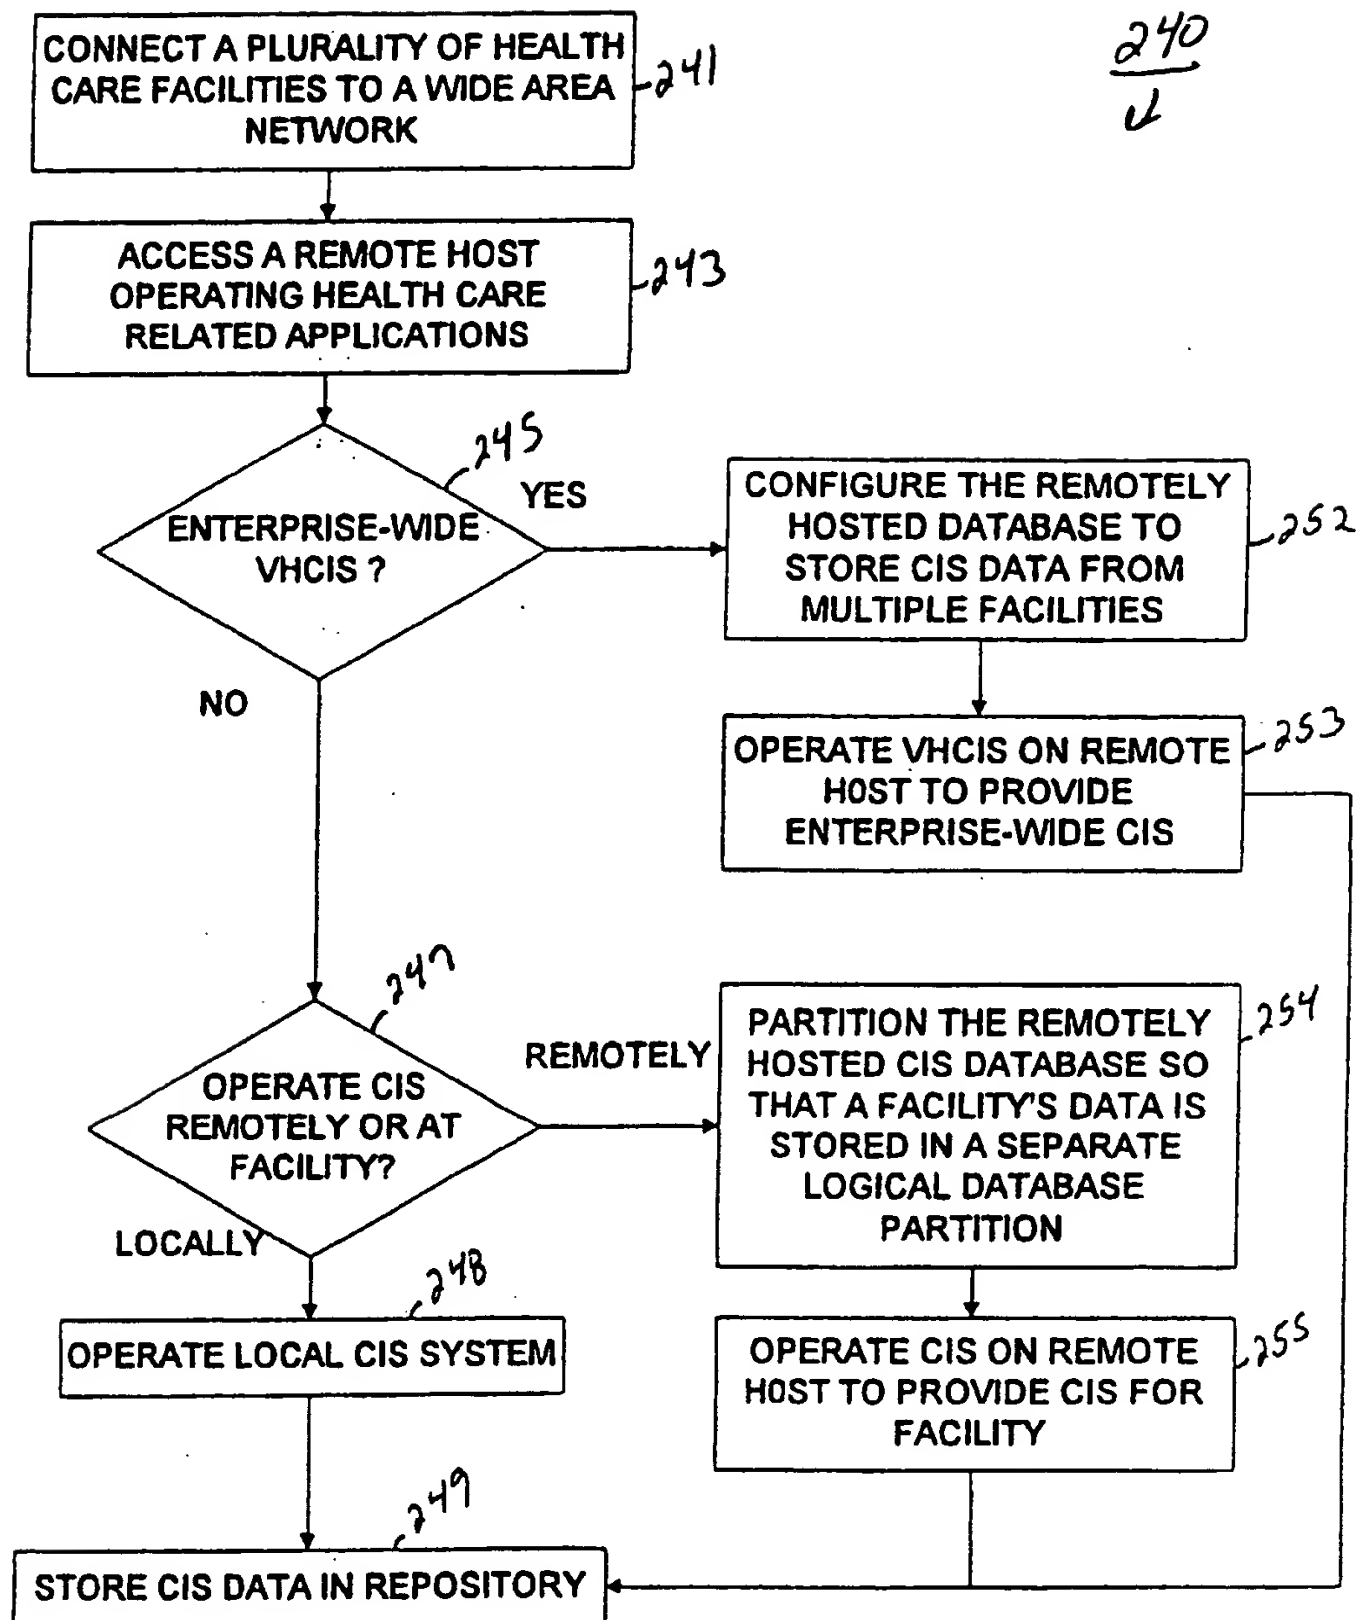 240
CONNECT A PLURALITY OF HEALTH
CARE FACILITIES TO A WIDE AREA
NETWORK
241
ACCESS A REMOTE HOST
OPERATING HEALTH CARE
RELATED APPLICATIONS
243
245
ENTERPRISE-WIDE
VHCIS ?
YES
NO
CONFIGURE THE REMOTELY
HOSTED DATABASE TO
STORE CIS DATA FROM
MULTIPLE FACILITIES
252
OPERATE VHCIS ON REMOTE
HOST TO PROVIDE
ENTERPRISE-WIDE CIS
253
247
OPERATE CIS
REMOTELY OR AT
FACILITY?
REMOTELY
LOCALLY
PARTITION THE REMOTELY
HOSTED CIS DATABASE SO
THAT A FACILITY'S DATA IS
STORED IN A SEPARATE
LOGICAL DATABASE
PARTITION
254
248
OPERATE LOCAL CIS SYSTEM
OPERATE CIS ON REMOTE
HOST TO PROVIDE CIS FOR
FACILITY
255
249
STORE CIS DATA IN REPOSITORY